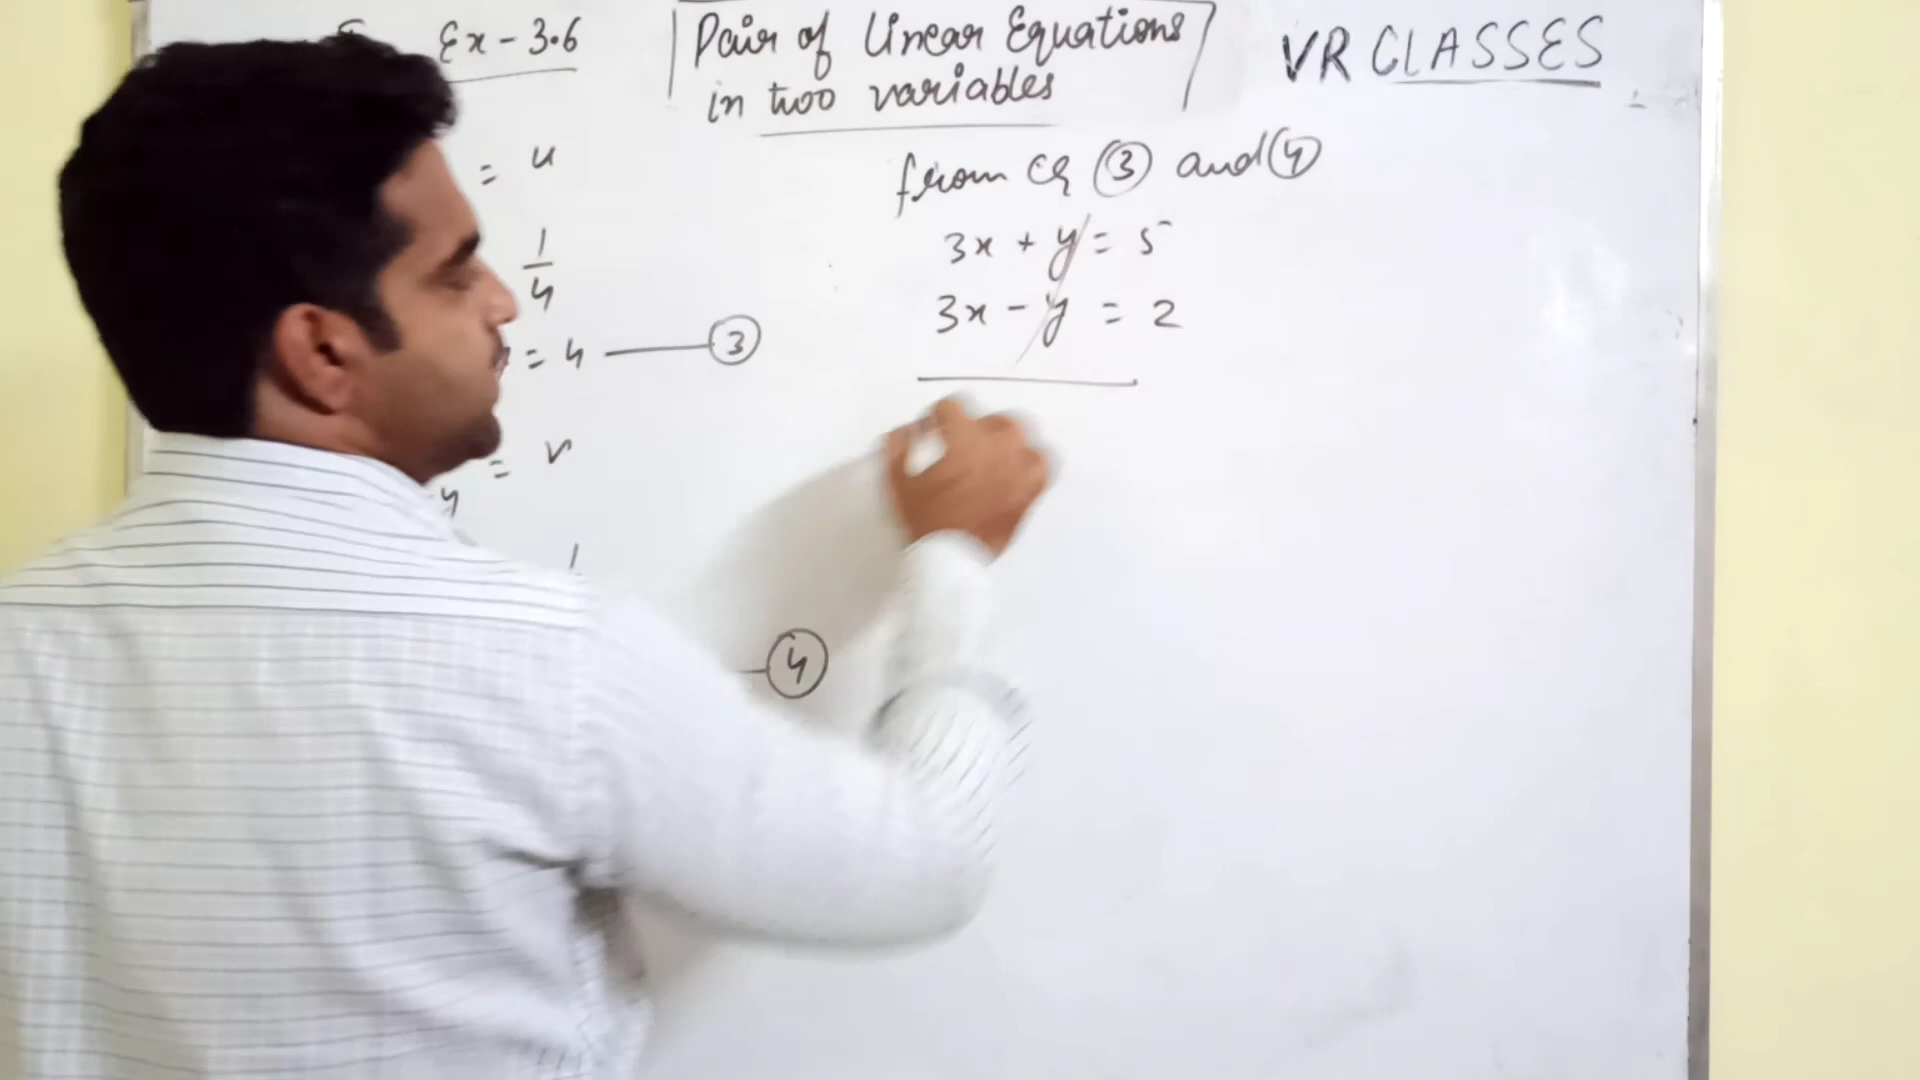 Ex - 3.6
Pair of Linear Equations
in two variables
VR CLASSES
= u
1
4
= 4 ——— ③
= v
y
1
④
from eq ③ and ④
3x + y = 5
3x - y = 2